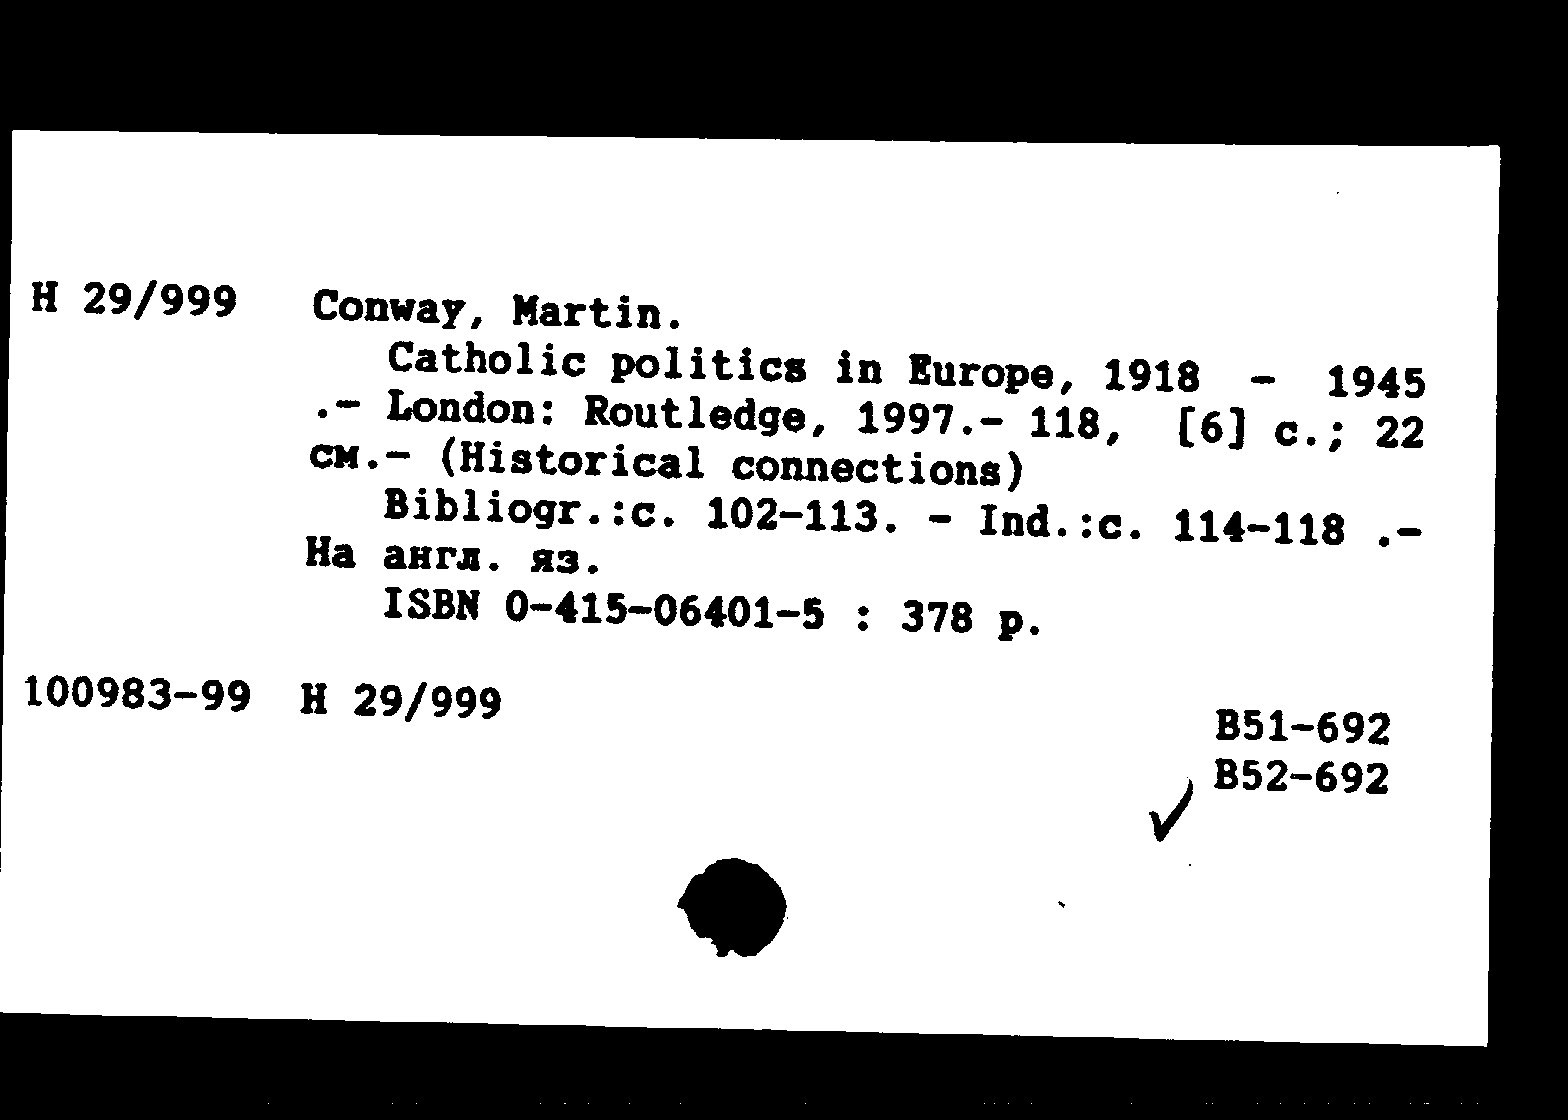 H 29/999 Conway, Martin.
Catholic politics in Europe, 1918 - 1945
.- London: Routledge, 1997.- 118, [6] с.; 22
см.- (Historical connections)
Bibliogr.:с. 102-113. - Ind.:с. 114-118 .-
На англ. яз.
ISBN 0-415-06401-5 : 378 р.
100983-99 H 29/999
B51-692
B52-692